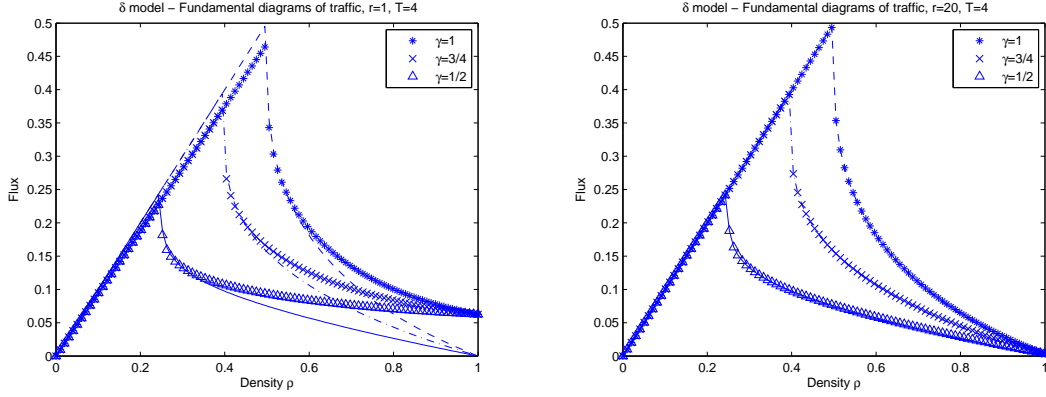 δ model − Fundamental diagrams of traffic, r=1, T=4
0.5
0.45
0.4
0.35
0.3
0.25
0.2
0.15
0.1
0.05
0
Flux
0 0.2 0.4 0.6 0.8 1
Density ρ
γ=1
γ=3/4
γ=1/2
δ model − Fundamental diagrams of traffic, r=20, T=4
0.5
0.45
0.4
0.35
0.3
0.25
0.2
0.15
0.1
0.05
0
Flux
0 0.2 0.4 0.6 0.8 1
Density ρ
γ=1
γ=3/4
γ=1/2